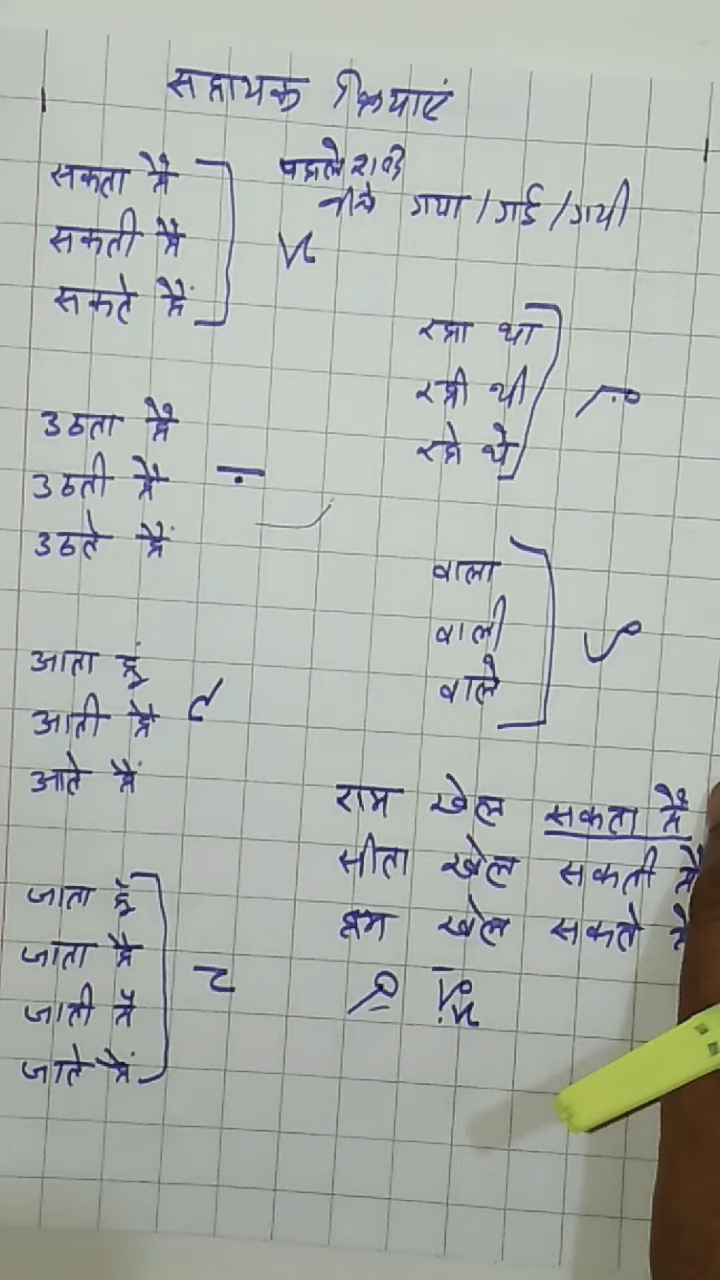 सहायक क्रियाएं
सकता है
सकती है
सकते हैं
पहले शब्द
नीचे गया/गई/गयी
रहा था
रही थी
रहे थे
उठता है
उठती है
उठते हैं
वाला
वाली
वाले
आता हूं
आती है
आते हैं
जाता हूं
जाता है
जाती है
जाते हैं
राम खेल सकता है
सीता खेल सकती है
हम खेल सकते